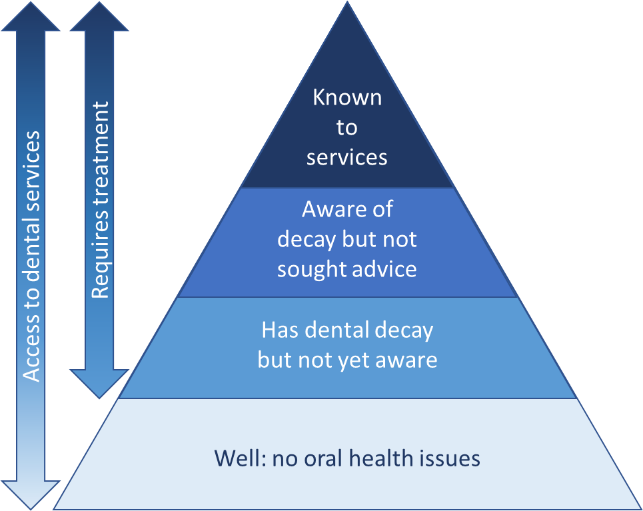 Access to dental services
Requires treatment
Known
to
services
Aware of
decay but not
sought advice
Has dental decay
but not yet aware
Well: no oral health issues